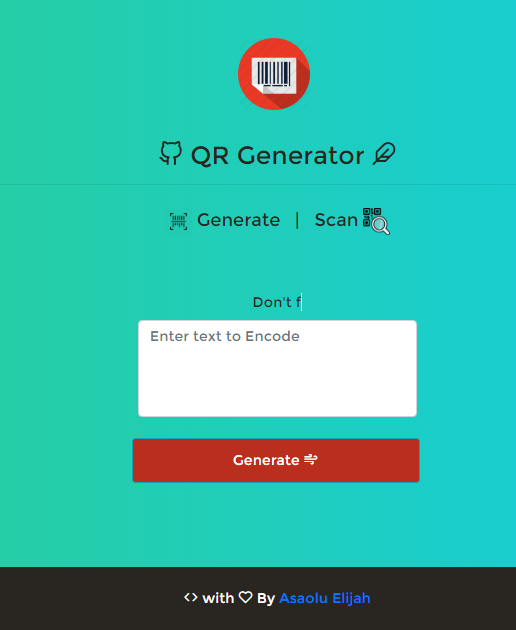 QR Generator
Generate | Scan
Don't f
Enter text to Encode
Generate
<> with ♡ By Asaolu Elijah